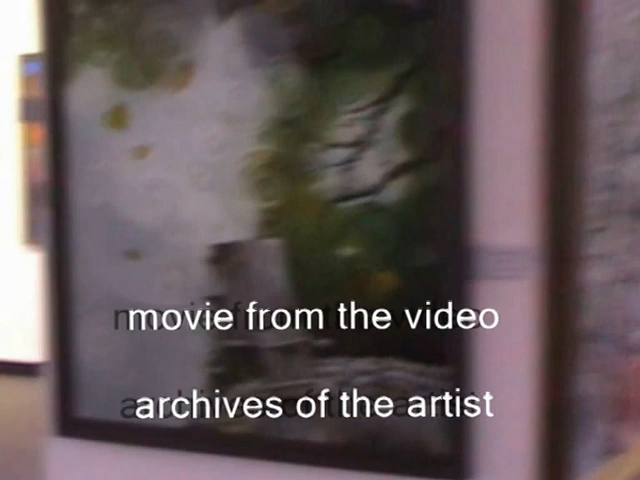 movie from the video
archives of the artist